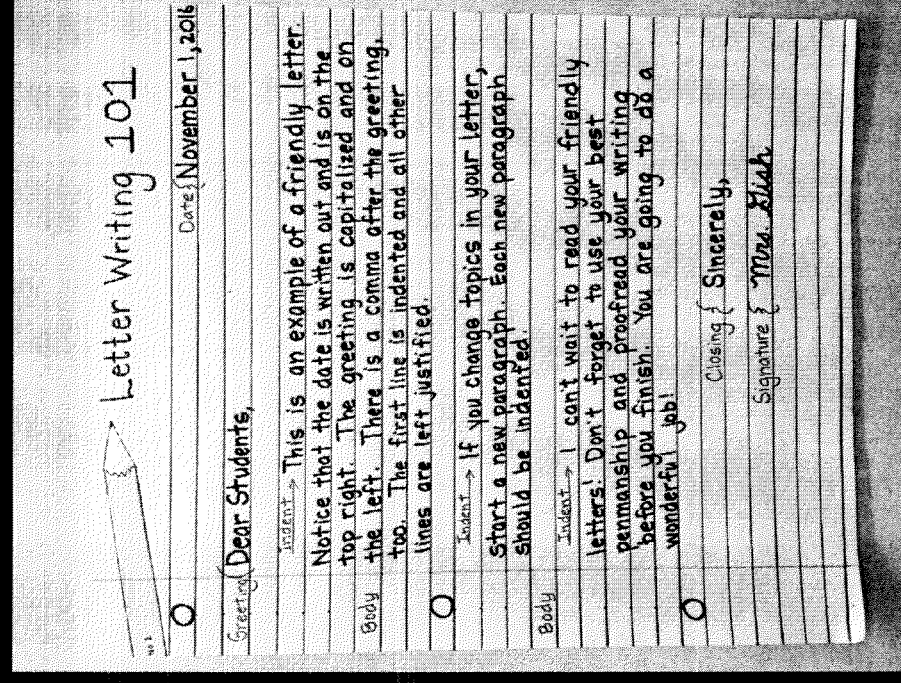 Letter Writing 101
No 2
Date { November 1, 2016
Greeting { Dear Students,
Indent → This is an example of a friendly letter.
Notice that the date is written out and is on the
top right. The greeting is capitalized and on
Body the left. There is a comma after the greeting,
too. The first line is indented and all other
lines are left justified.
Indent → If you change topics in your letter,
start a new paragraph. Each new paragraph
should be indented.
Body
Indent → I can't wait to read your friendly
letters! Don't forget to use your best
penmanship and proofread your writing
before you finish. You are going to do a
wonderful job!
Closing { Sincerely,
Signature { Mrs. Gish